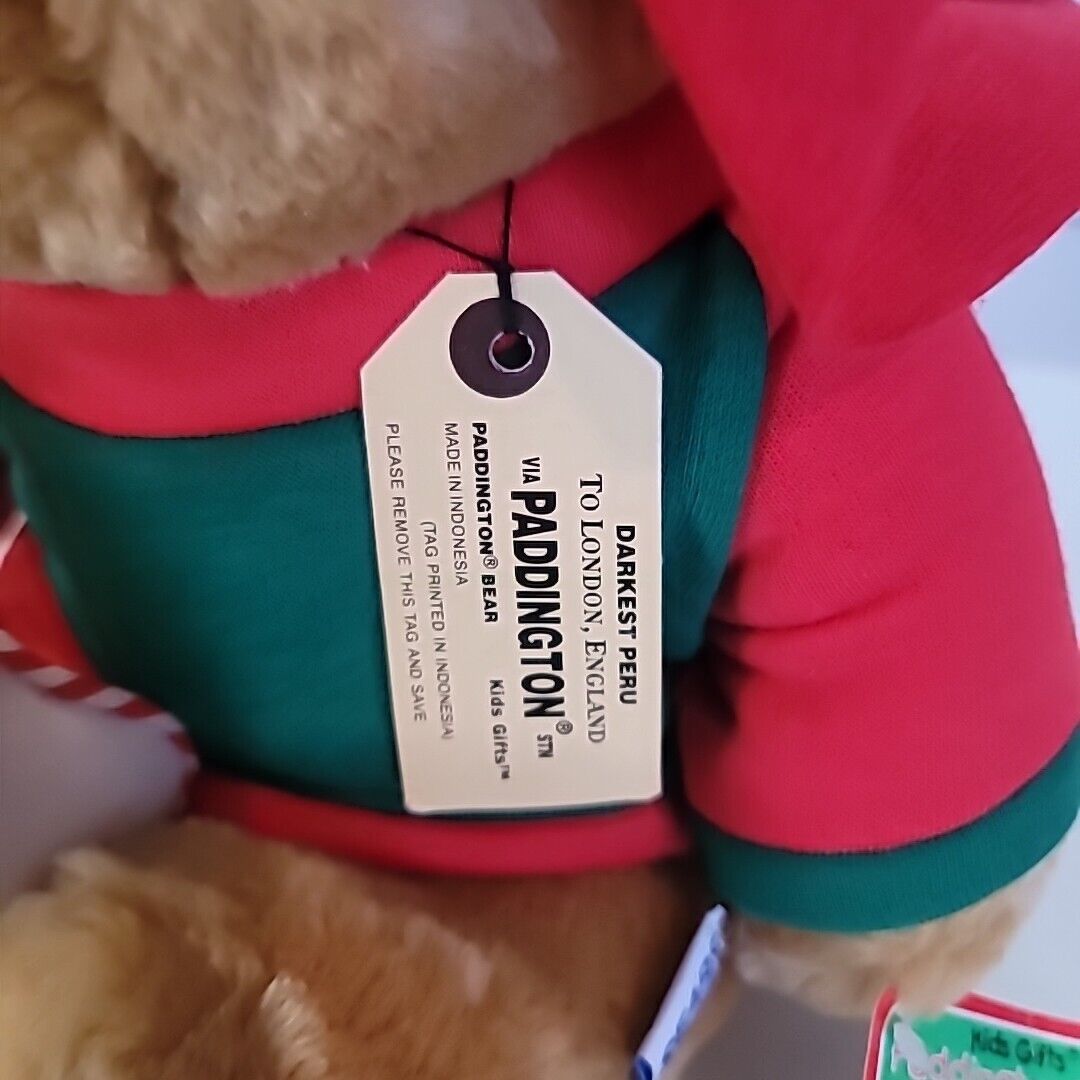 DARKEST PERU
TO LONDON, ENGLAND
VIA PADDINGTON® STN
Kids Gifts™
PADDINGTON® BEAR
MADE IN INDONESIA
(TAG PRINTED IN INDONESIA)
PLEASE REMOVE THIS TAG AND SAVE
Kids Gifts™